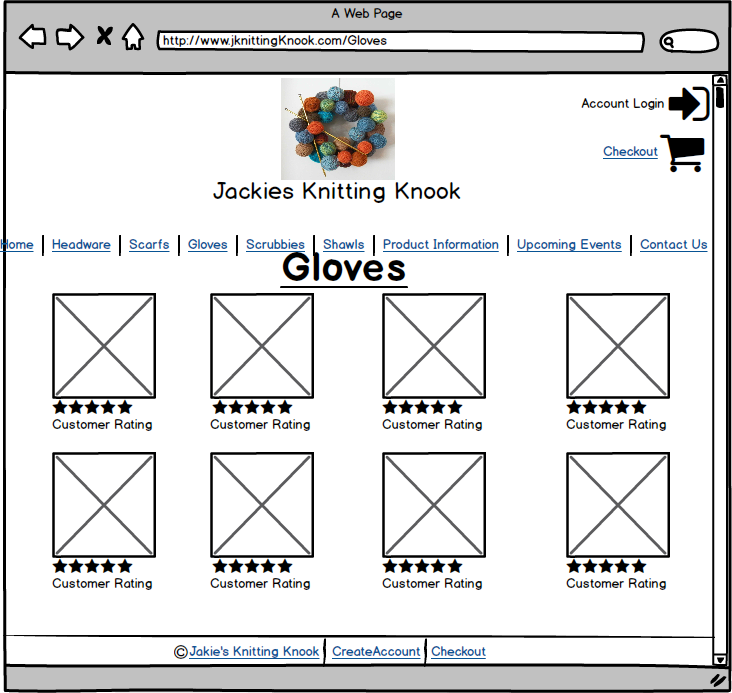 A Web Page
http://www.jknittingKnook.com/Gloves
Account Login
Checkout
Jackies Knitting Knook
Home Headware Scarfs Gloves Scrubbies Shawls Product Information Upcoming Events Contact Us
Gloves
Customer Rating Customer Rating Customer Rating Customer Rating
Customer Rating Customer Rating Customer Rating Customer Rating
©Jakie's Knitting Knook CreateAccount Checkout